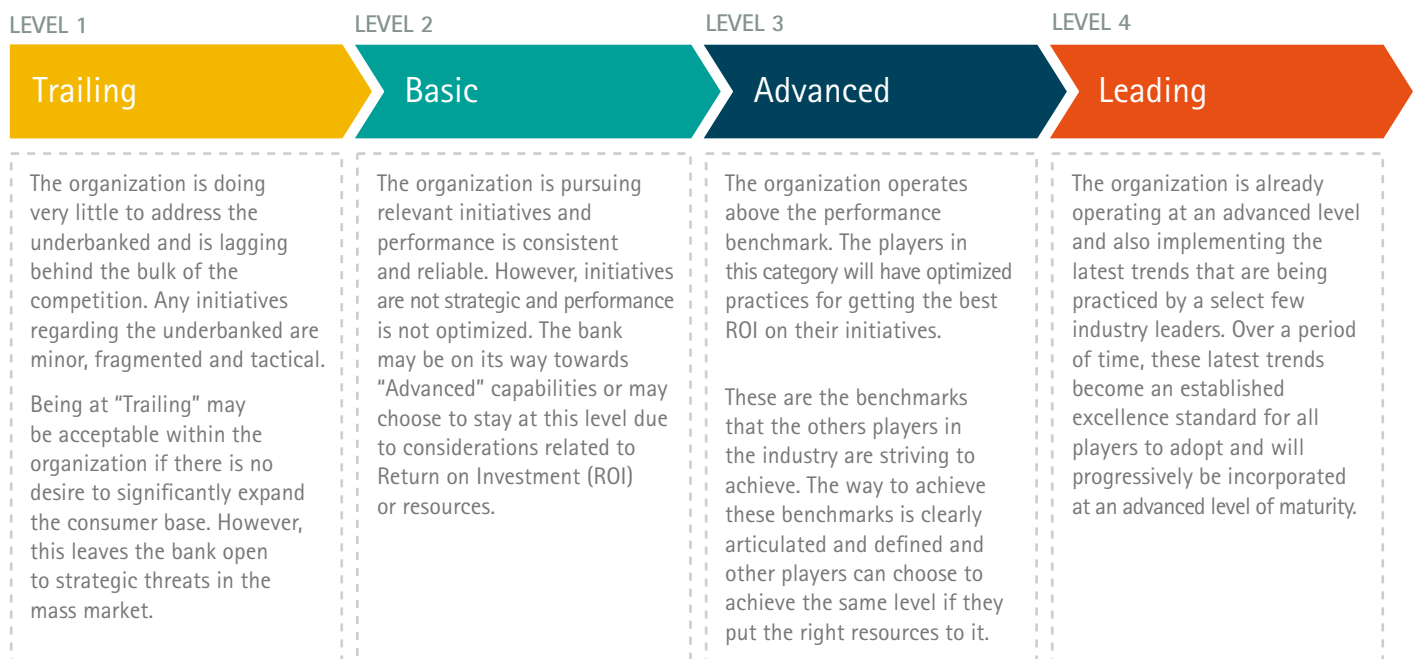 LEVEL 1
Trailing
The organization is doing
very little to address the
underbanked and is lagging
behind the bulk of the
competition. Any initiatives
regarding the underbanked are
minor, fragmented and tactical.
Being at “Trailing” may
be acceptable within the
organization if there is no
desire to significantly expand
the consumer base. However,
this leaves the bank open
to strategic threats in the
mass market.
LEVEL 2
Basic
The organization is pursuing
relevant initiatives and
performance is consistent
and reliable. However, initiatives
are not strategic and performance
is not optimized. The bank
may be on its way towards
“Advanced” capabilities or may
choose to stay at this level due
to considerations related to
Return on Investment (ROI)
or resources.
LEVEL 3
Advanced
The organization operates
above the performance
benchmark. The players in
this category will have optimized
practices for getting the best
ROI on their initiatives.
These are the benchmarks
that the others players in
the industry are striving to
achieve. The way to achieve
these benchmarks is clearly
articulated and defined and
other players can choose to
achieve the same level if they
put the right resources to it.
LEVEL 4
Leading
The organization is already
operating at an advanced level
and also implementing the
latest trends that are being
practiced by a select few
industry leaders. Over a period
of time, these latest trends
become an established
excellence standard for all
players to adopt and will
progressively be incorporated
at an advanced level of maturity.